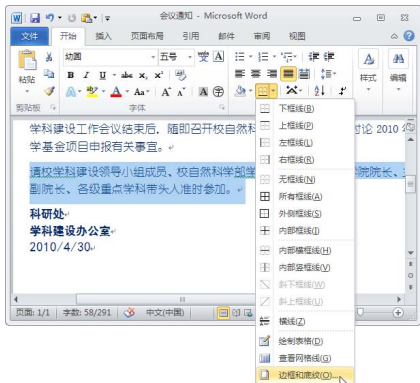 会议通知 - Microsoft Word
文件 开始 插入 页面布局 引用 邮件 审阅 视图
幼圆 五号
粘贴 样式 编辑
剪贴板 字体
学科建设工作会议结束后，随即召开校自然科 讨论 2010 年
学基金项目申报有关事宜。
请校学科建设领导小组成员、校自然科学部学 院院长、
副院长、各级重点学科带头人准时参加。
科研处
学科建设办公室
2010/4/30
下框线(B)
上框线(P)
左框线(L)
右框线(R)
无框线(N)
所有框线(A)
外侧框线(S)
内部框线(I)
内部横框线(H)
内部竖框线(V)
斜下框线(W)
斜上框线(U)
横线(Z)
绘制表格(D)
查看网格线(G)
边框和底纹(O)...
页面: 1/1 字数: 58/291 中文(中国)